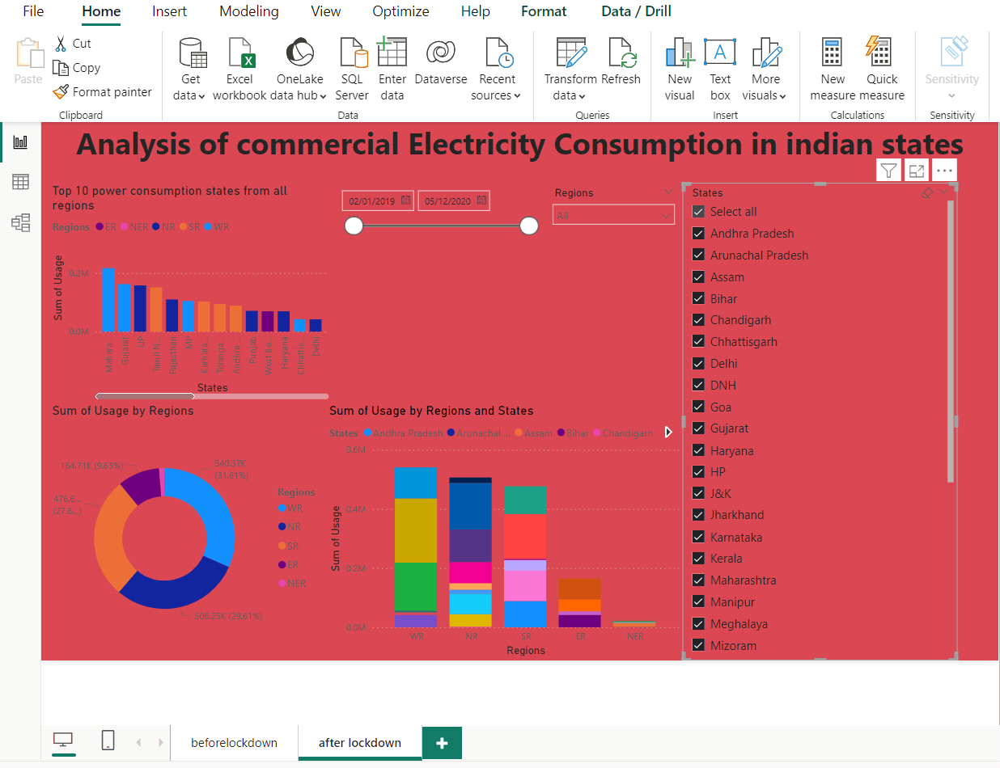 File Home Insert Modeling View Optimize Help Format Data / Drill
Paste
Cut
Copy
Format painter
Clipboard
Get data
Excel workbook
OneLake data hub
SQL Server
Enter data
Dataverse
Recent sources
Data
Transform data
Refresh
Queries
New visual
Text box
More visuals
Insert
New measure
Quick measure
Calculations
Sensitivity
Sensitivity
Analysis of commercial Electricity Consumption in indian states
Top 10 power consumption states from all
regions
Regions ER NER NR SR WR
Sum of Usage
0.2M
0.0M
Mahara...
Gujarat
UP
Tamil N...
Rajasthan
MP
Karnata...
Telanga...
Andhra ...
Punjab
West Be...
Haryana
Chhattis...
Delhi
States
02/01/2019 05/12/2020
Regions
All
States
Select all
Andhra Pradesh
Arunachal Pradesh
Assam
Bihar
Chandigarh
Chhattisgarh
Delhi
DNH
Goa
Gujarat
Haryana
HP
J&K
Jharkhand
Karnataka
Kerala
Maharashtra
Manipur
Meghalaya
Mizoram
Sum of Usage by Regions
164.71K (9.63%)
540.37K
(31.61%)
476.6...
(27.8...)
506.25K (29.61%)
Regions
WR
NR
SR
ER
NER
Sum of Usage by Regions and States
States Andhra Pradesh Arunachal ... Assam Bihar Chandigarh
Sum of Usage
0.6M
0.4M
0.2M
0.0M
WR NR SR ER NER
Regions
beforelockdown after lockdown